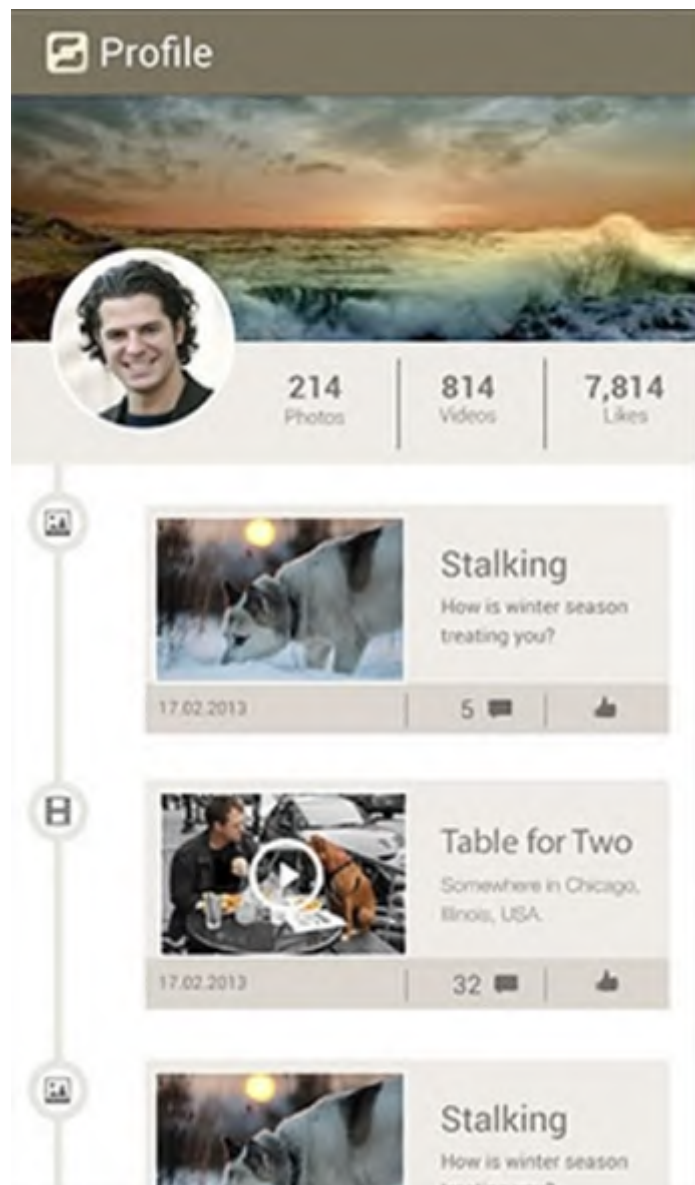 Profile
214
Photos
814
Videos
7,814
Likes
Stalking
How is winter season
treating you?
17.02.2013
5
Table for Two
Somewhere in Chicago,
Illinois, USA.
17.02.2013
32
Stalking
How is winter season